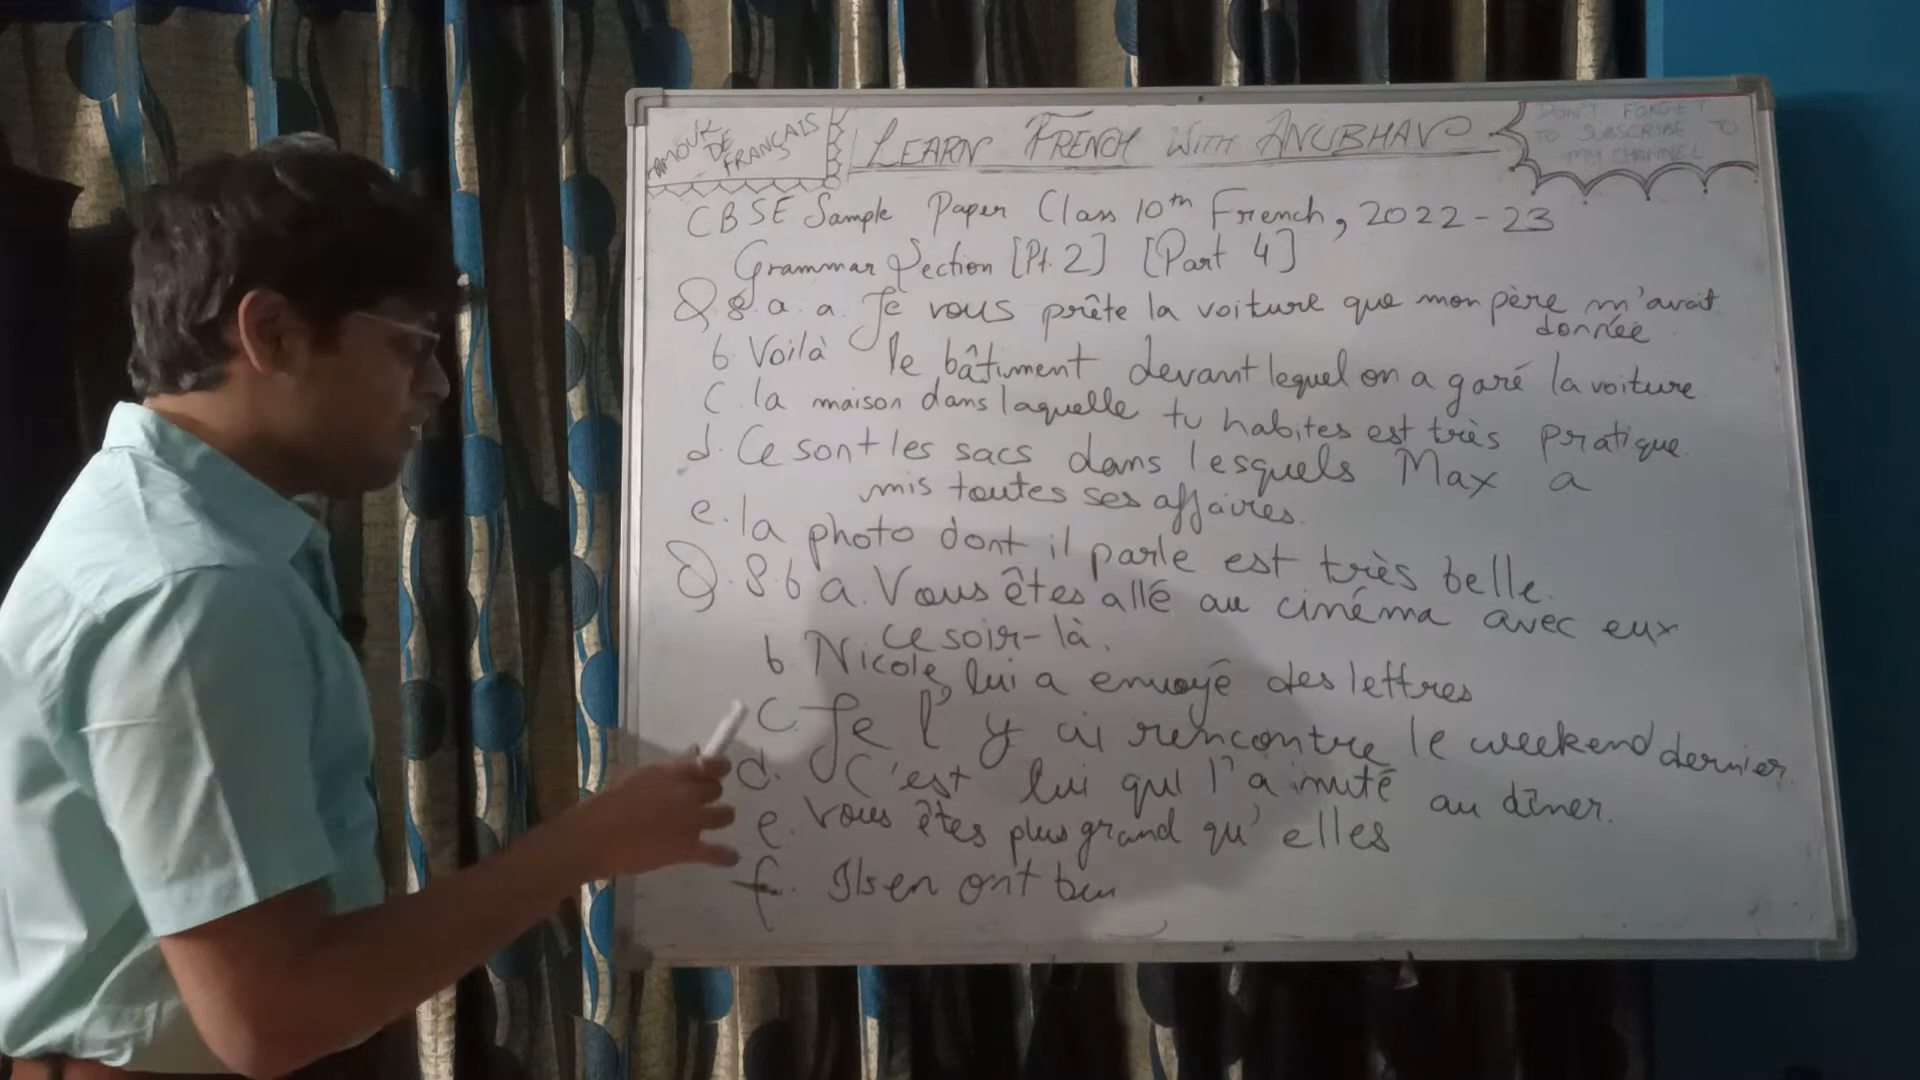 AMOUR
DE
FRANÇAIS
LEARN FRENCH WITH ANUBHAV
DON'T FORGET
TO SUBSCRIBE TO
MY CHANNEL
CBSE Sample Paper Class 10th French, 2022-23
Grammar Section [Pt. 2] [Part 4]
Q 8. a. a. Je vous prête la voiture que mon père m'avait
donnée
b. Voilà le bâtiment devant lequel on a garé la voiture
c. la maison dans laquelle tu habites est très pratique.
d. Ce sont les sacs dans lesquels Max a
mis toutes ses affaires.
e. la photo dont il parle est très belle.
Q. 8. b a. Vous êtes allé au cinéma avec eux
ce soir-là.
b. Nicole lui a envoyé des lettres
c. Je l'y ai rencontre le weekend dernier.
d. C'est lui qui l'a invité au dîner.
e. Vous êtes plus grand qu'elles
f. Ils en ont bu